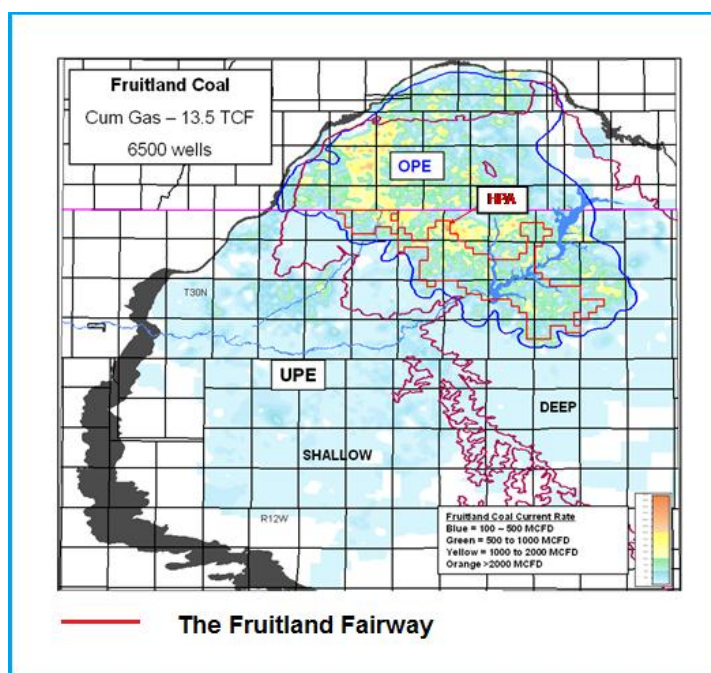 Fruitland Coal
Cum Gas – 13.5 TCF
6500 wells
OPE
HPA
T30N
UPE
DEEP
SHALLOW
R12W
Fruitland Coal Current Rate
Blue = 100 – 500 MCFD
Green = 500 to 1000 MCFD
Yellow = 1000 to 2000 MCFD
Orange >2000 MCFD
The Fruitland Fairway